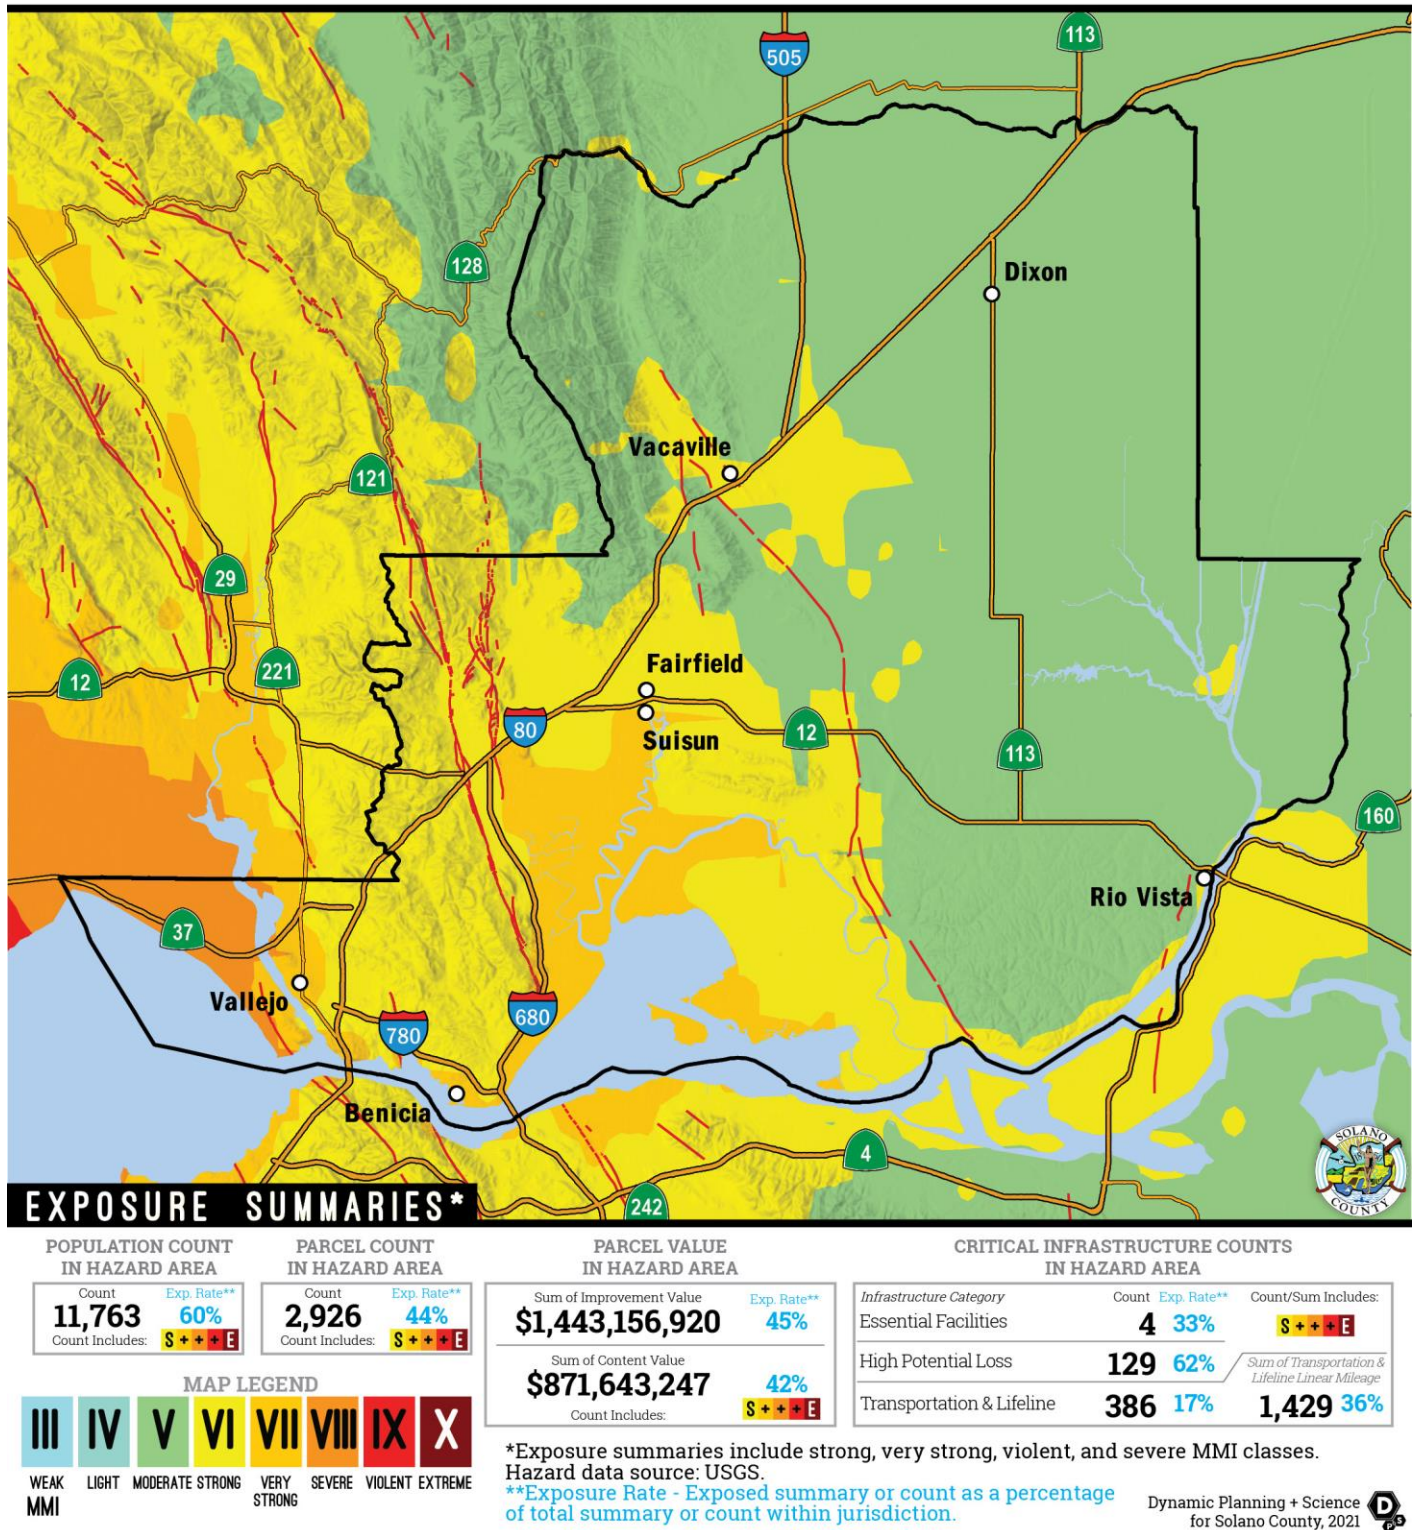 505
113
128
Dixon
Vacaville
121
29
12
221
Fairfield
80
Suisun
12
113
160
Rio Vista
37
Vallejo
680
780
Benicia
4
242
SOLANO
COUNTY
EXPOSURE SUMMARIES*
POPULATION COUNT
IN HAZARD AREA
Count Exp. Rate**
11,763 60%
Count Includes: S + + + E
PARCEL COUNT
IN HAZARD AREA
Count Exp. Rate**
2,926 44%
Count Includes: S + + + E
PARCEL VALUE
IN HAZARD AREA
Sum of Improvement Value Exp. Rate**
$1,443,156,920 45%
Sum of Content Value
$871,643,247 42%
Count Includes: S + + + E
CRITICAL INFRASTRUCTURE COUNTS
IN HAZARD AREA
Infrastructure Category Count Exp. Rate** Count/Sum Includes:
Essential Facilities 4 33% S + + + E
High Potential Loss 129 62% Sum of Transportation &
Lifeline Linear Mileage
Transportation & Lifeline 386 17% 1,429 36%
MAP LEGEND
III IV V VI VII VIII IX X
WEAK LIGHT MODERATE STRONG VERY STRONG SEVERE VIOLENT EXTREME
MMI
*Exposure summaries include strong, very strong, violent, and severe MMI classes.
Hazard data source: USGS.
**Exposure Rate - Exposed summary or count as a percentage
of total summary or count within jurisdiction.
Dynamic Planning + Science
for Solano County, 2021
D
P S